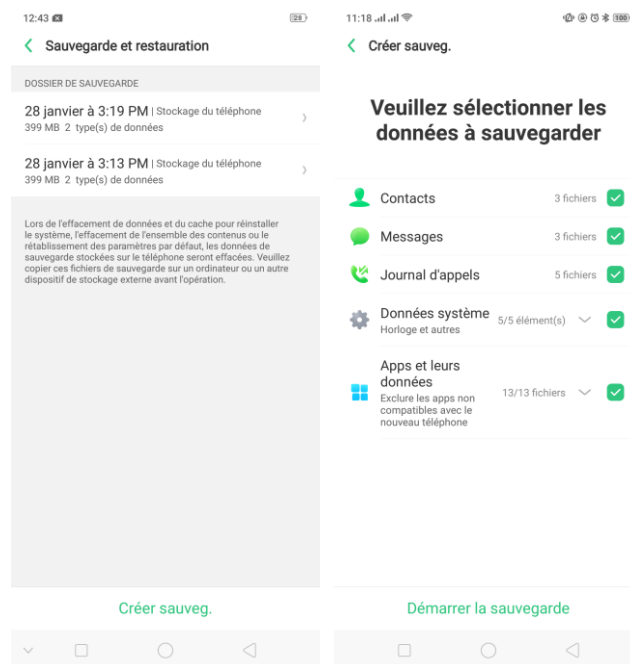 12:43
28
Sauvegarde et restauration
DOSSIER DE SAUVEGARDE
28 janvier à 3:19 PM | Stockage du téléphone
399 MB 2 type(s) de données
28 janvier à 3:13 PM | Stockage du téléphone
399 MB 2 type(s) de données
Lors de l'effacement de données et du cache pour réinstaller
le système, l'effacement de l'ensemble des contenus ou le
rétablissement des paramètres par défaut, les données de
sauvegarde stockées sur le téléphone seront effacées. Veuillez
copier ces fichiers de sauvegarde sur un ordinateur ou un autre
dispositif de stockage externe avant l'opération.
Créer sauveg.
11:18
100
Créer sauveg.
Veuillez sélectionner les
données à sauvegarder
Contacts 3 fichiers
Messages 3 fichiers
Journal d'appels 5 fichiers
Données système 5/5 élément(s)
Horloge et autres
Apps et leurs
données
13/13 fichiers
Exclure les apps non
compatibles avec le
nouveau téléphone
Démarrer la sauvegarde